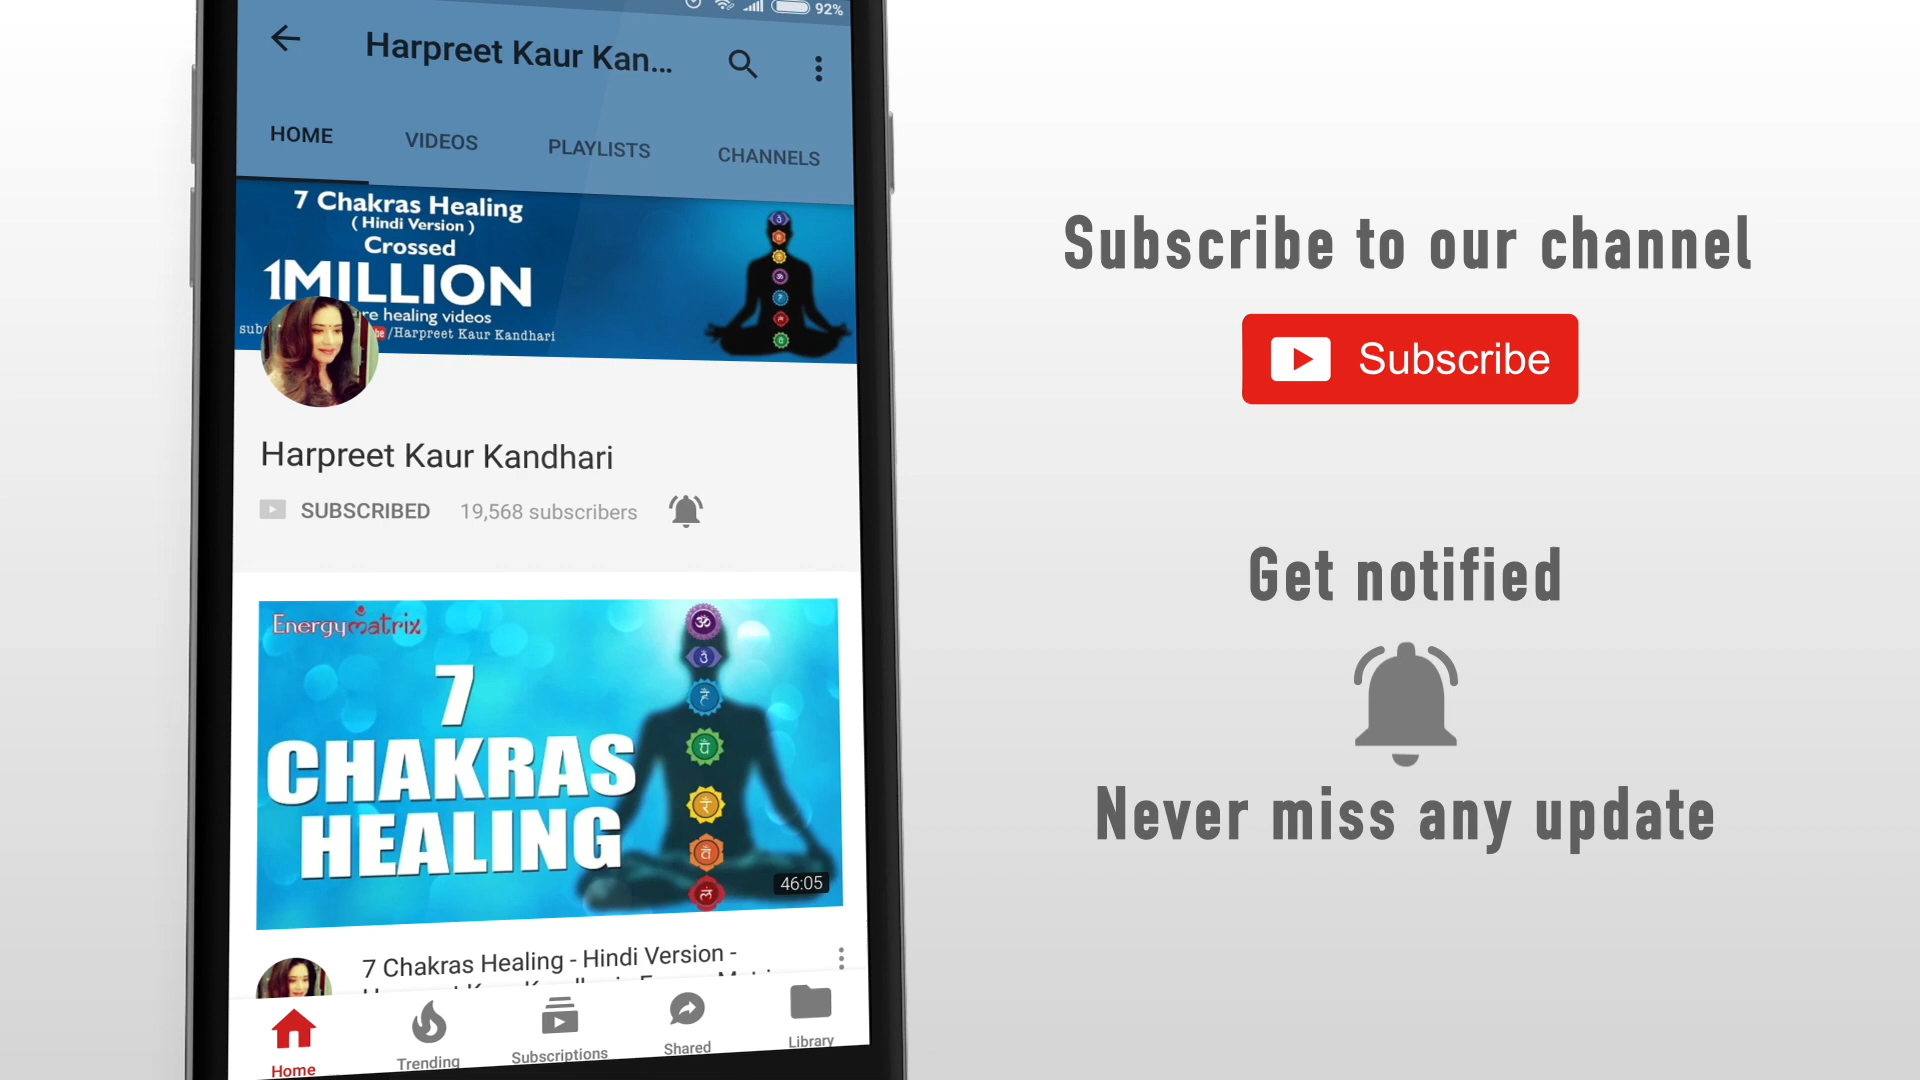 92%
Harpreet Kaur Kan...
HOME VIDEOS PLAYLISTS CHANNELS
7 Chakras Healing
( Hindi Version )
Crossed
1MILLION
re healing videos
/Harpreet Kaur Kandhari
Harpreet Kaur Kandhari
SUBSCRIBED 19,568 subscribers
Energymatrix
7
CHAKRAS
HEALING
ॐ
हं
यं
रं
वं
लं
46:05
7 Chakras Healing - Hindi Version -
Home Trending Subscriptions Shared Library
Subscribe to our channel
Subscribe
Get notified
Never miss any update